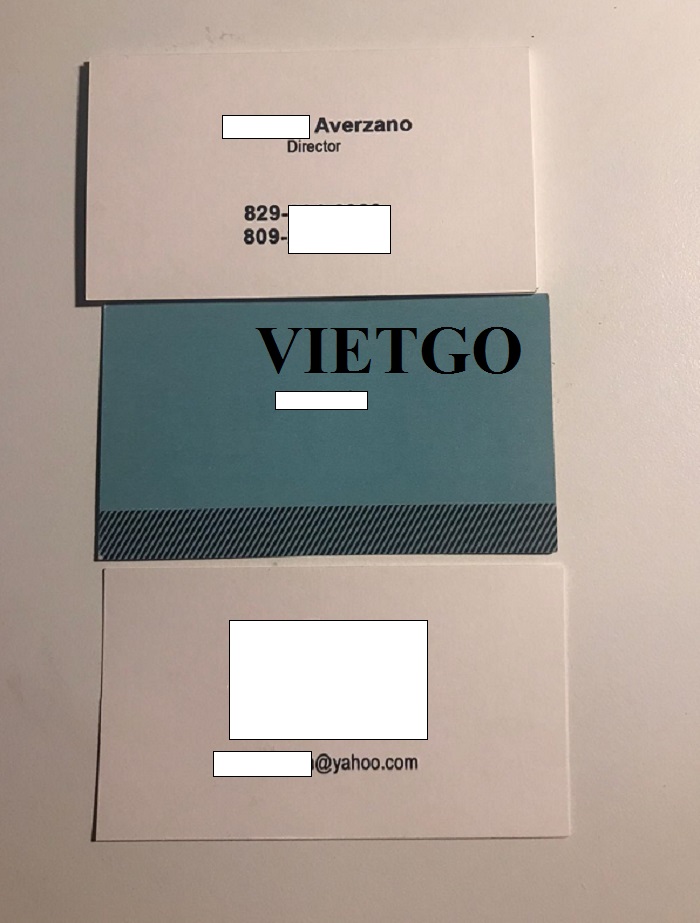 Averzano
Director
829-
809-
VIETGO
@yahoo.com